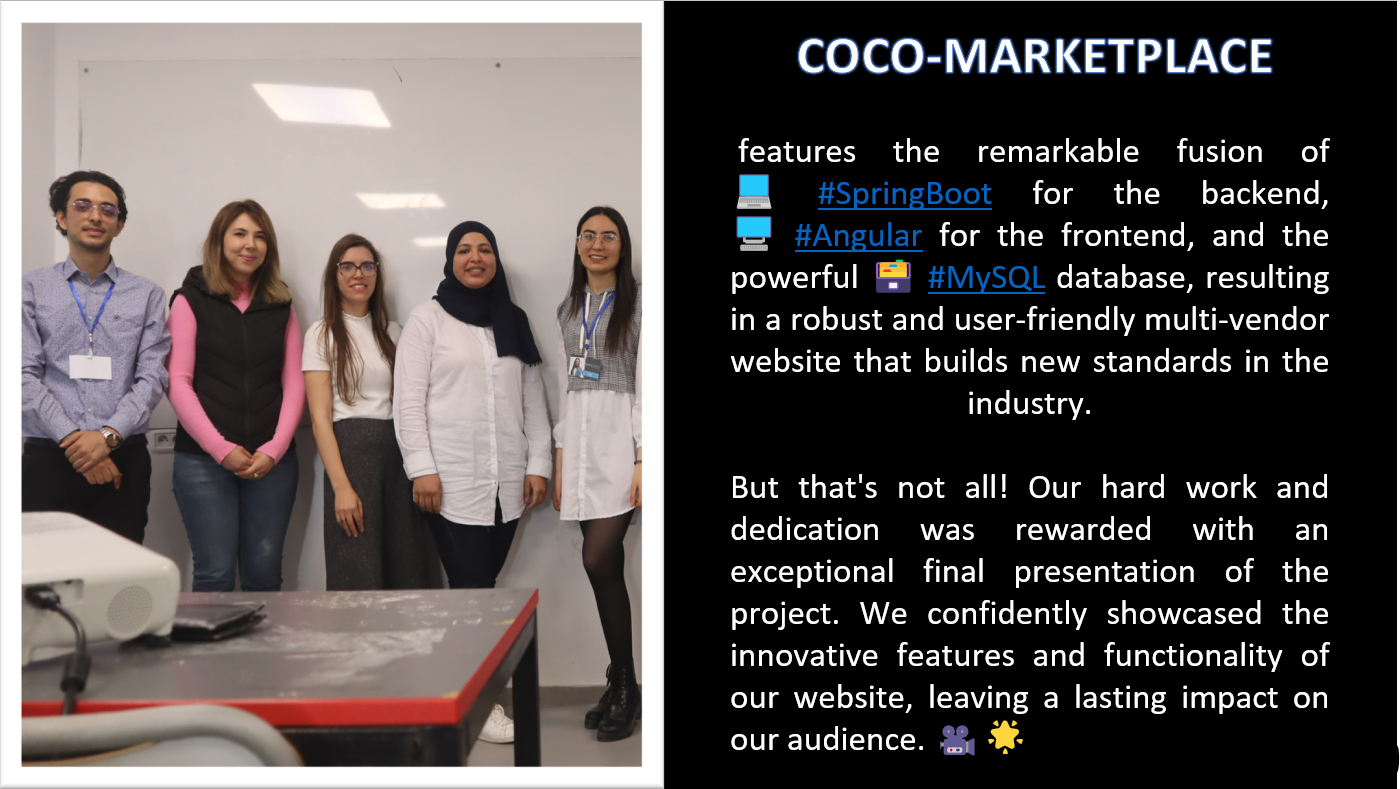 COCO-MARKETPLACE
features the remarkable fusion of
💻 #SpringBoot for the backend,
🖥️ #Angular for the frontend, and the
powerful 🗃️ #MySQL database, resulting
in a robust and user-friendly multi-vendor
website that builds new standards in the
industry.
But that's not all! Our hard work and
dedication was rewarded with an
exceptional final presentation of the
project. We confidently showcased the
innovative features and functionality of
our website, leaving a lasting impact on
our audience. 🎥 🌟